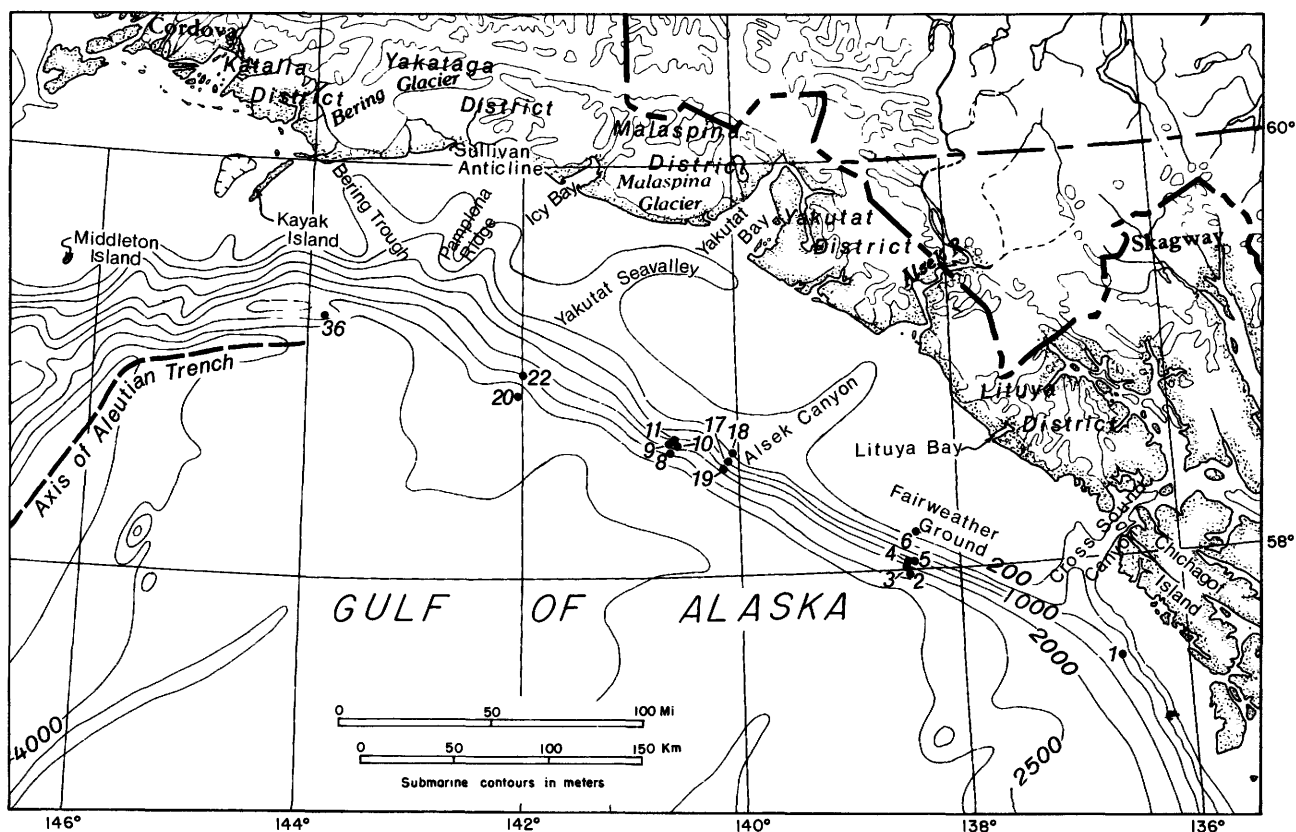 Cordova
Katalla
District
Bering
Glacier
Yakataga
District
Sullivan
Anticline
Malaspina
District
Malaspina
Glacier
Icy Bay
Yakutat
Bay
Yakutat
District
Alsek R
Skagway
60°
Kayak
Island
Middleton
Island
Bering Trough
Pamplona
Ridge
Yakutat Seavalley
36
Axis of Aleutian Trench
22
20
11
10
9
8
17
18
19
Alsek Canyon
Lituya
District
Lituya Bay
Fairweather
Ground
6
5
4
3
2
Cross Sound
Canyon
Chichagof
Island
58°
200
1000
2000
2500
4000
1
GULF OF ALASKA
0 50 100 Mi
0 50 100 150 Km
Submarine contours in meters
146° 144° 142° 140° 138° 136°